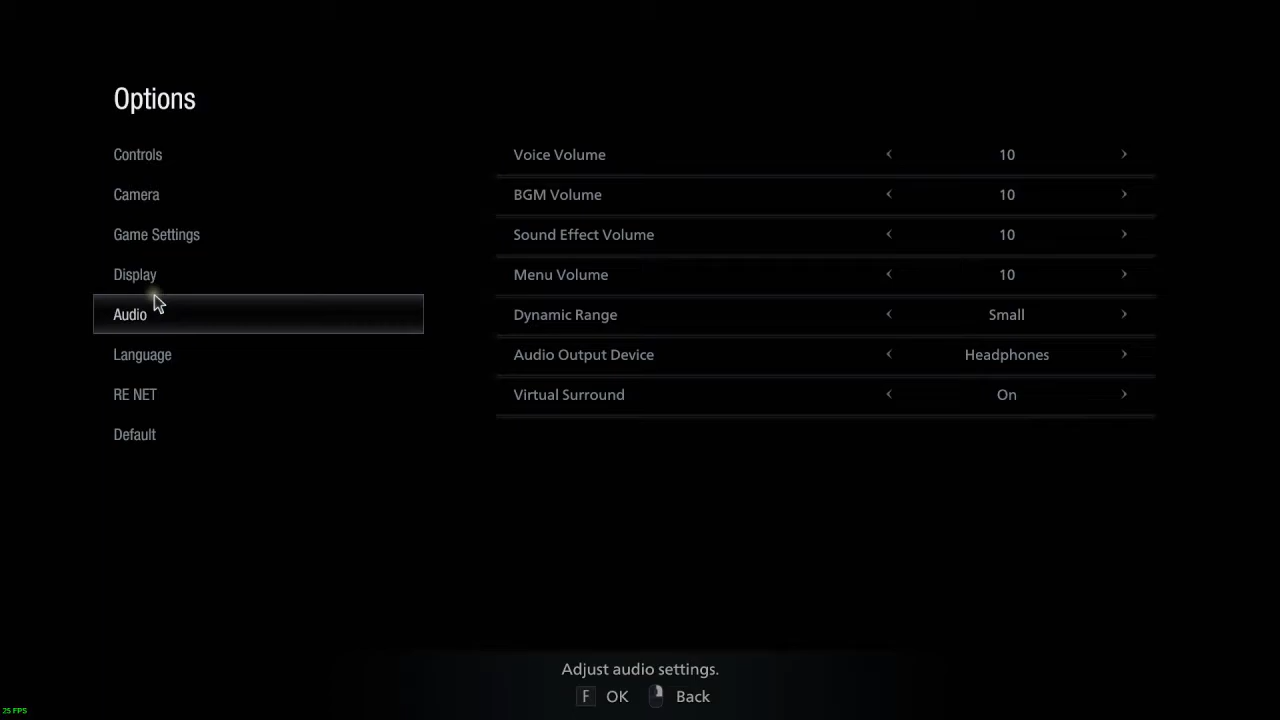 Options
Controls
Camera
Game Settings
Display
Audio
Language
RE NET
Default
Voice Volume < 10 >
BGM Volume < 10 >
Sound Effect Volume < 10 >
Menu Volume < 10 >
Dynamic Range < Small >
Audio Output Device < Headphones >
Virtual Surround < On >
Adjust audio settings.
F OK Back
25 FPS